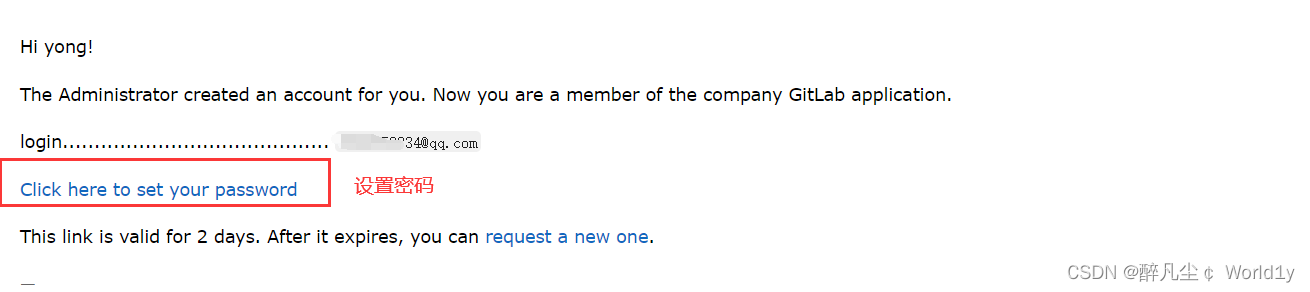 Hi yong!
The Administrator created an account for you. Now you are a member of the company GitLab application.
login.......................................... 34@qq.com
Click here to set your password 设置密码
This link is valid for 2 days. After it expires, you can request a new one.
—
CSDN @醉凡尘¢ World1y